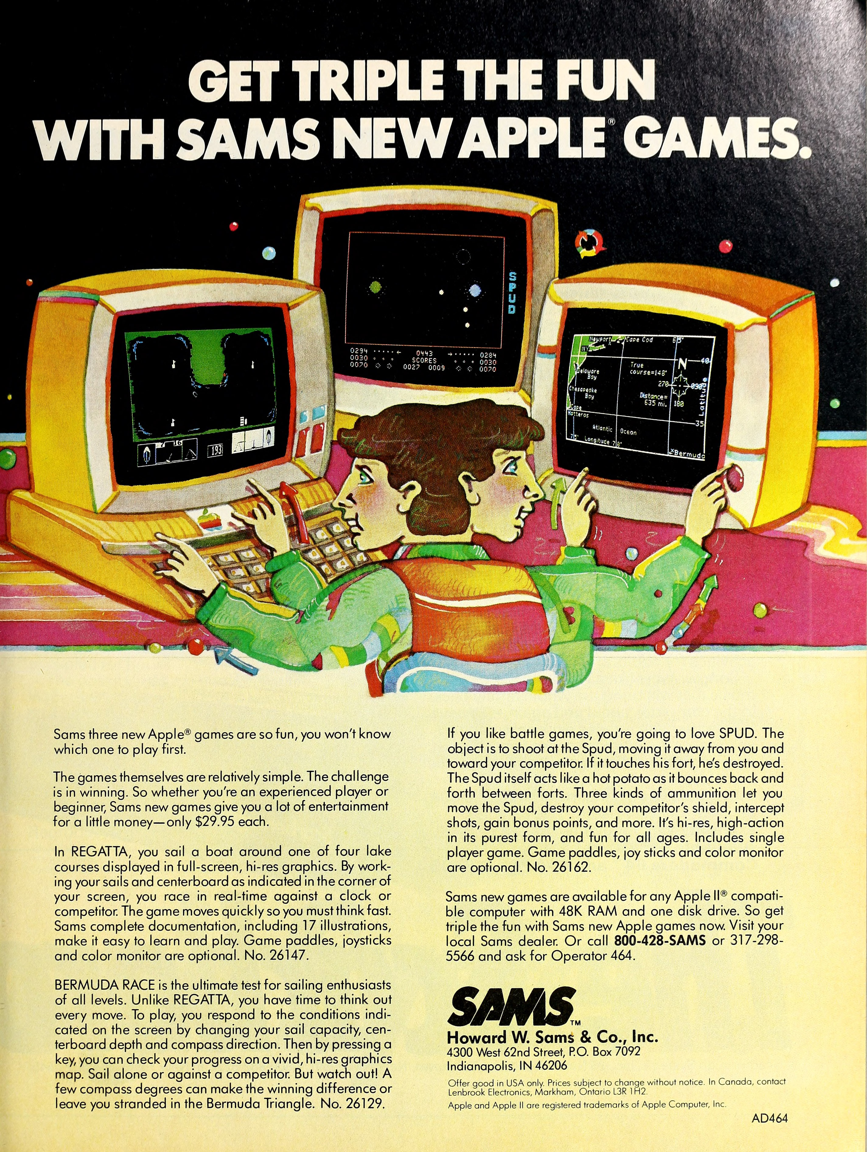 GET TRIPLE THE FUN
WITH SAMS NEW APPLE® GAMES.
SPUD
0294 0443 0284
0030 SCORES 0030
0070 0027 0009 0070
193
Newport Cape Cod 65°
N.Y.
Delaware
Bay
Chesapeake
Bay
Cape
Hatteras
True
course=148°
Distance=
635 mi.
N
270 090
180
40
35
Latitude
Atlantic Ocean
Longitude 70°
75°
Bermuda
Sams three new Apple® games are so fun, you won't know
which one to play first.
The games themselves are relatively simple. The challenge
is in winning. So whether you're an experienced player or
beginner, Sams new games give you a lot of entertainment
for a little money—only $29.95 each.
In REGATTA, you sail a boat around one of four lake
courses displayed in full-screen, hi-res graphics. By work-
ing your sails and centerboard as indicated in the corner of
your screen, you race in real-time against a clock or
competitor. The game moves quickly so you must think fast.
Sams complete documentation, including 17 illustrations,
make it easy to learn and play. Game paddles, joysticks
and color monitor are optional. No. 26147.
BERMUDA RACE is the ultimate test for sailing enthusiasts
of all levels. Unlike REGATTA, you have time to think out
every move. To play, you respond to the conditions indi-
cated on the screen by changing your sail capacity, cen-
terboard depth and compass direction. Then by pressing a
key, you can check your progress on a vivid, hi-res graphics
map. Sail alone or against a competitor. But watch out! A
few compass degrees can make the winning difference or
leave you stranded in the Bermuda Triangle. No. 26129.
If you like battle games, you're going to love SPUD. The
object is to shoot at the Spud, moving it away from you and
toward your competitor. If it touches his fort, he's destroyed.
The Spud itself acts like a hot potato as it bounces back and
forth between forts. Three kinds of ammunition let you
move the Spud, destroy your competitor's shield, intercept
shots, gain bonus points, and more. It's hi-res, high-action
in its purest form, and fun for all ages. Includes single
player game. Game paddles, joy sticks and color monitor
are optional. No. 26162.
Sams new games are available for any Apple II® compati-
ble computer with 48K RAM and one disk drive. So get
triple the fun with Sams new Apple games now. Visit your
local Sams dealer. Or call 800-428-SAMS or 317-298-
5566 and ask for Operator 464.
SAMS™
Howard W. Sams & Co., Inc.
4300 West 62nd Street, P.O. Box 7092
Indianapolis, IN 46206
Offer good in USA only. Prices subject to change without notice. In Canada, contact
Lenbrook Electronics, Markham, Ontario L3R 1H2.
Apple and Apple II are registered trademarks of Apple Computer, Inc.
AD464